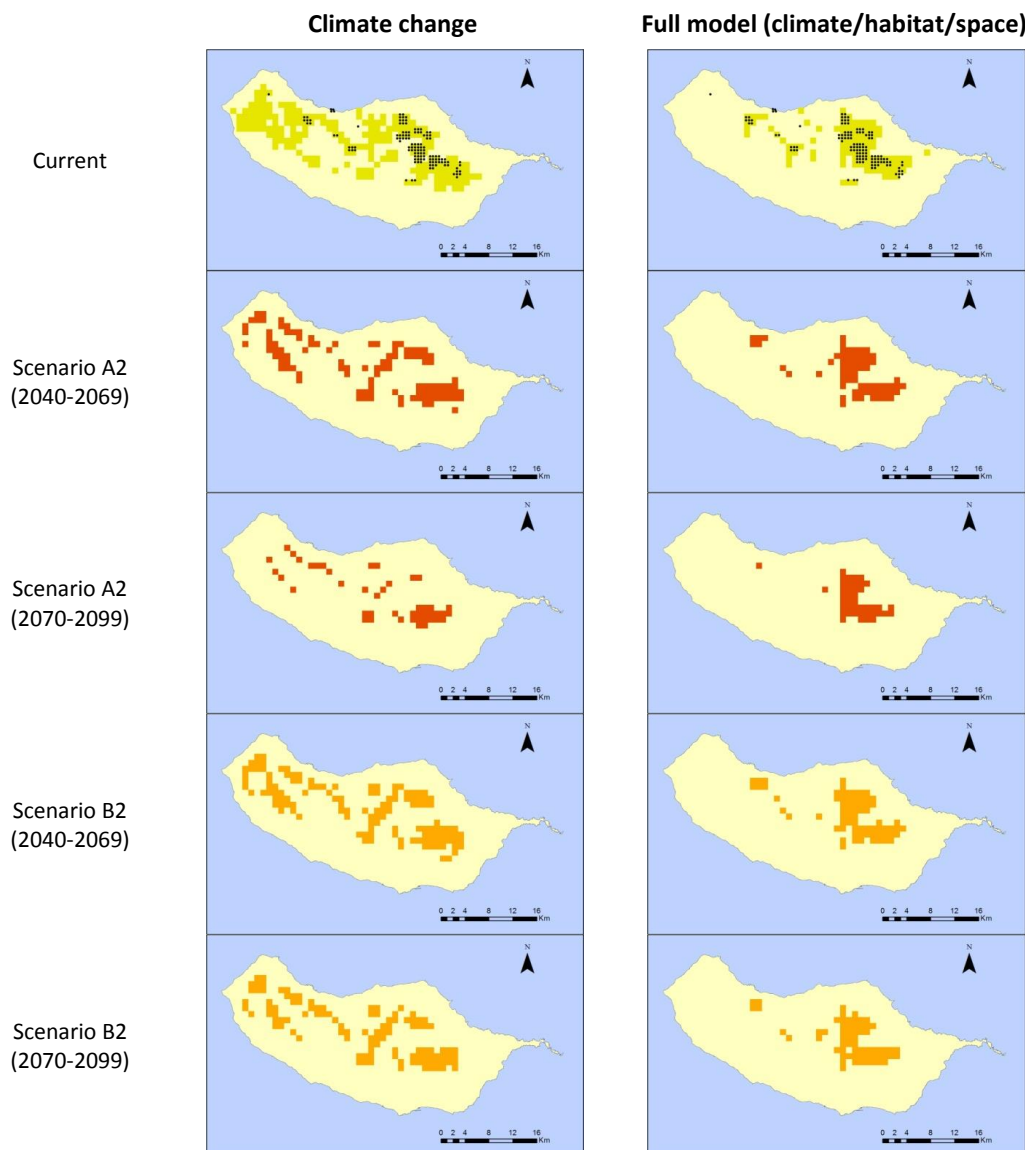 Climate change
Full model (climate/habitat/space)
Current
N
0 2 4 8 12 16
Km
N
0 2 4 8 12 16
Km
Scenario A2
(2040-2069)
N
0 2 4 8 12 16
Km
N
0 2 4 8 12 16
Km
Scenario A2
(2070-2099)
N
0 2 4 8 12 16
Km
N
0 2 4 8 12 16
Km
Scenario B2
(2040-2069)
N
0 2 4 8 12 16
Km
N
0 2 4 8 12 16
Km
Scenario B2
(2070-2099)
N
0 2 4 8 12 16
Km
N
0 2 4 8 12 16
Km